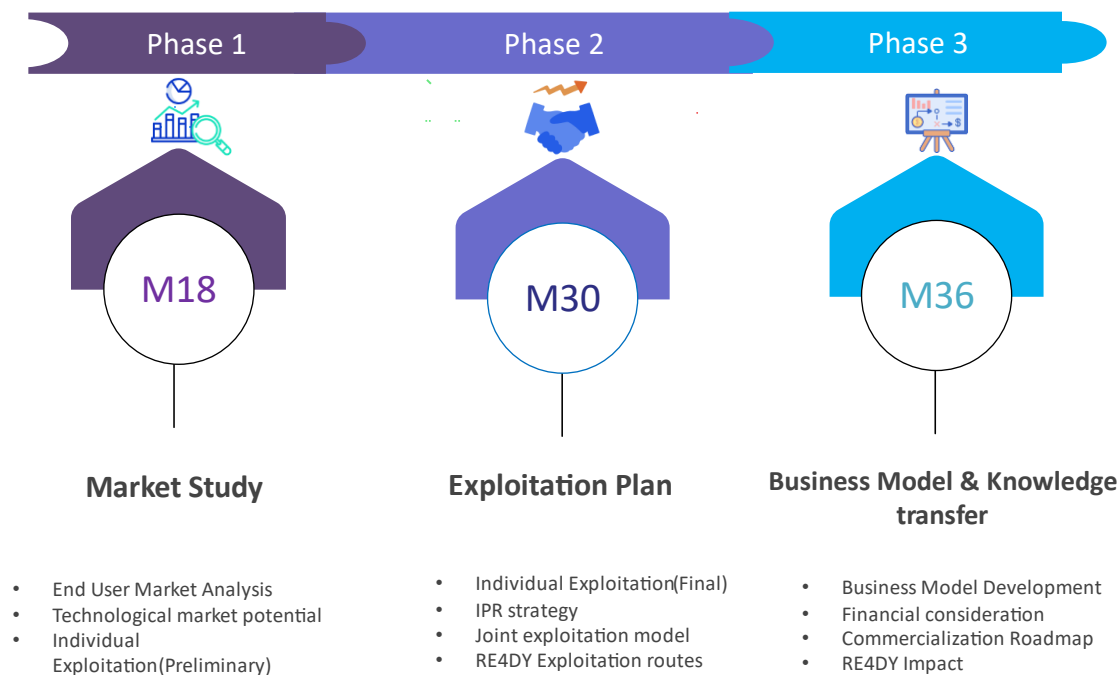 Phase 1
Phase 2
Phase 3
M18
M30
M36
Market Study
Exploitation Plan
Business Model & Knowledge
transfer
• End User Market Analysis
• Technological market potential
• Individual
Exploitation(Preliminary)
• Individual Exploitation(Final)
• IPR strategy
• Joint exploitation model
• RE4DY Exploitation routes
• Business Model Development
• Financial consideration
• Commercialization Roadmap
• RE4DY Impact